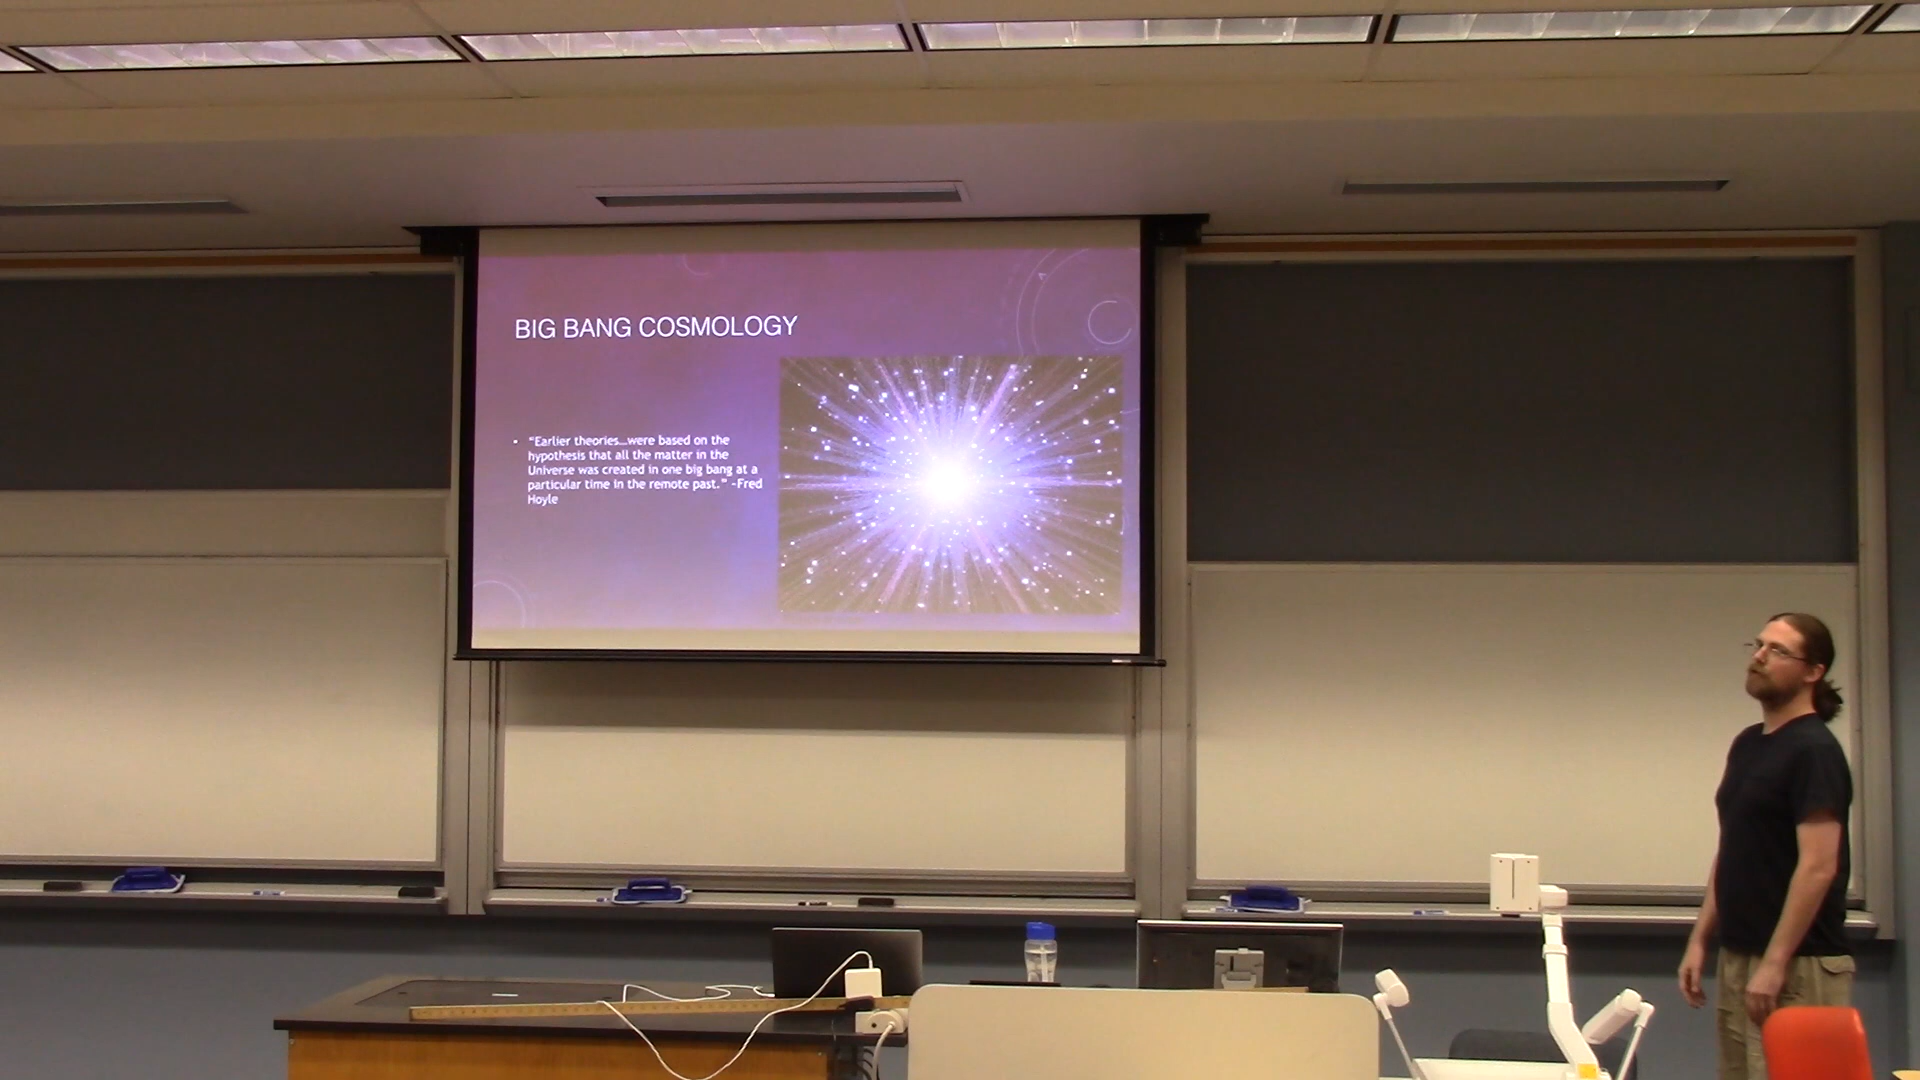 BIG BANG COSMOLOGY
▪ "Earlier theories...were based on the
hypothesis that all the matter in the
Universe was created in one big bang at a
particular time in the remote past." -Fred
Hoyle